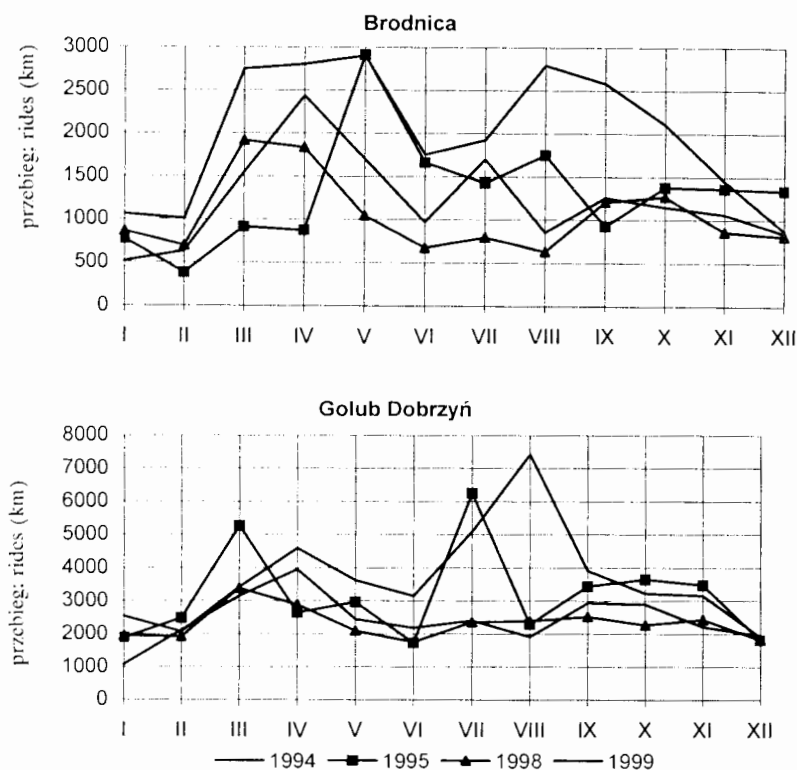 Brodnica
przebieg; rides (km)
3000
2500
2000
1500
1000
500
0
I II III IV V VI VII VIII IX X XI XII
Golub Dobrzyń
przebieg; rides (km)
8000
7000
6000
5000
4000
3000
2000
1000
0
I II III IV V VI VII VIII IX X XI XII
1994 1995 1998 1999